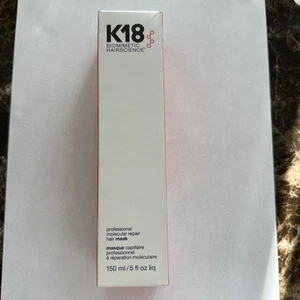 K18
BIOMIMETIC
HAIRSCIENCE
professional
molecular repair
hair mask
masque capillaire
professionnel
à réparation moléculaire
150 ml / 5 fl oz liq